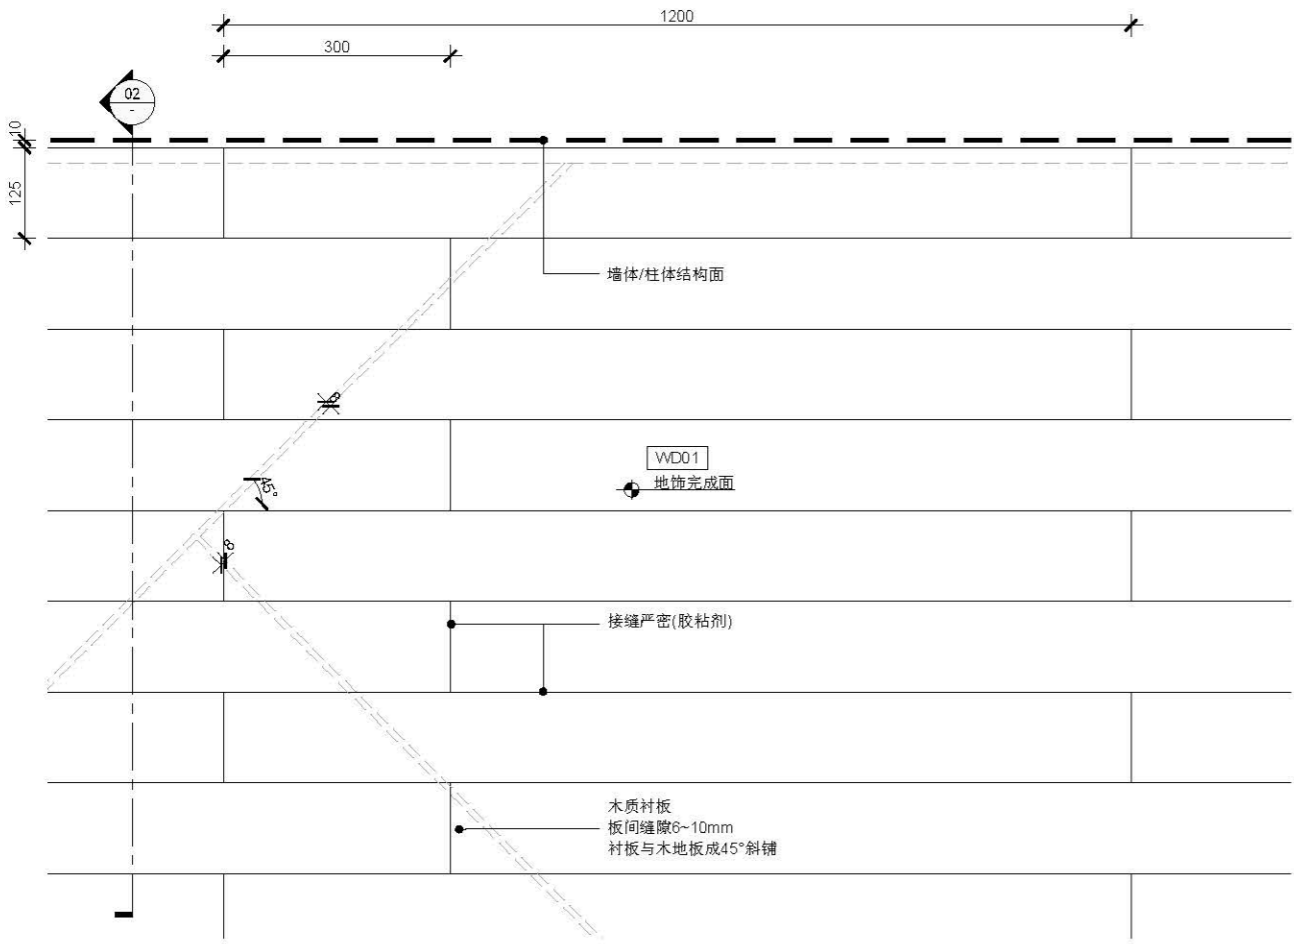 1200
300
02
-
10
125
墙体/柱体结构面
8
WD01
45°
地饰完成面
8
接缝严密(胶粘剂)
木质衬板
板间缝隙6~10mm
衬板与木地板成45°斜铺